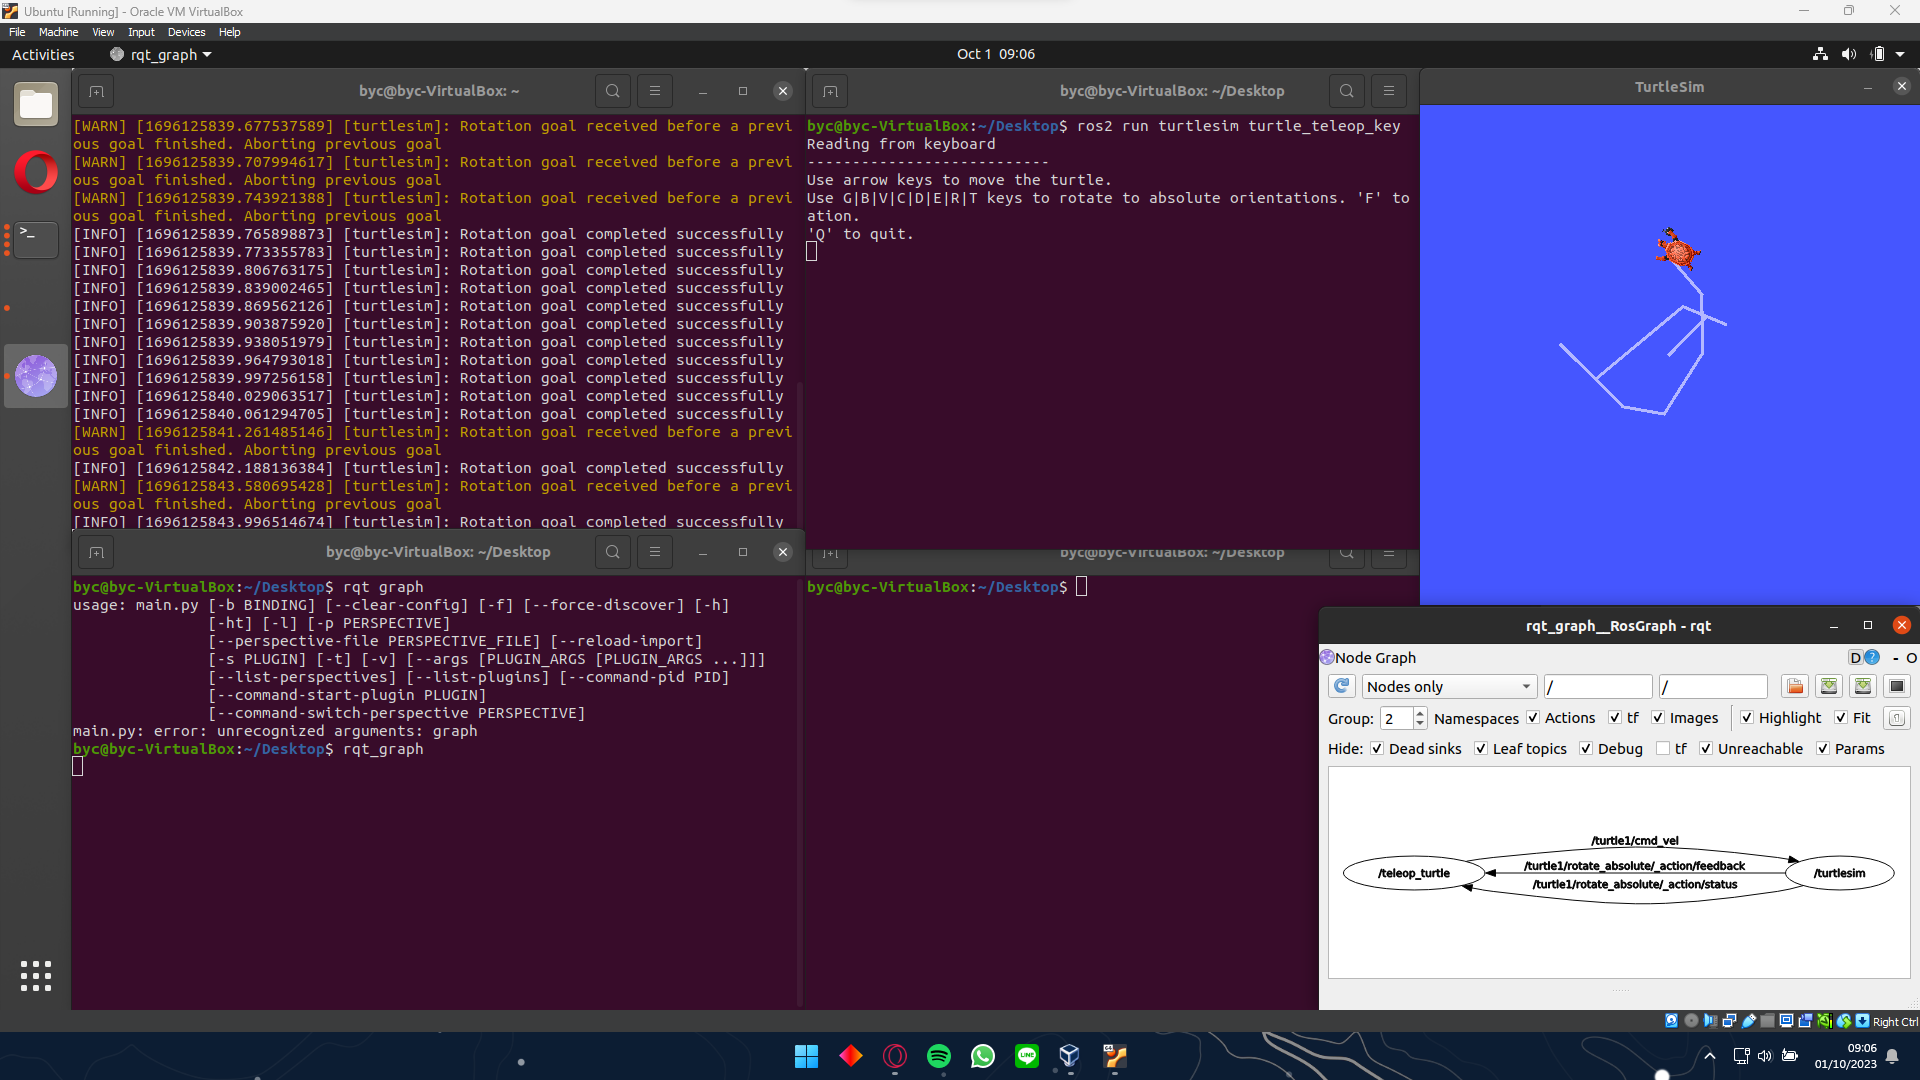 Ubuntu [Running] - Oracle VM VirtualBox
File Machine View Input Devices Help
Activities rqt_graph Oct 1 09:06
byc@byc-VirtualBox: ~
[WARN] [1696125839.677537589] [turtlesim]: Rotation goal received before a previ
ous goal finished. Aborting previous goal
[WARN] [1696125839.707994617] [turtlesim]: Rotation goal received before a previ
ous goal finished. Aborting previous goal
[WARN] [1696125839.743921388] [turtlesim]: Rotation goal received before a previ
ous goal finished. Aborting previous goal
[INFO] [1696125839.765898873] [turtlesim]: Rotation goal completed successfully
[INFO] [1696125839.773355783] [turtlesim]: Rotation goal completed successfully
[INFO] [1696125839.806763175] [turtlesim]: Rotation goal completed successfully
[INFO] [1696125839.839002465] [turtlesim]: Rotation goal completed successfully
[INFO] [1696125839.869562126] [turtlesim]: Rotation goal completed successfully
[INFO] [1696125839.903875920] [turtlesim]: Rotation goal completed successfully
[INFO] [1696125839.938051979] [turtlesim]: Rotation goal completed successfully
[INFO] [1696125839.964793018] [turtlesim]: Rotation goal completed successfully
[INFO] [1696125839.997256158] [turtlesim]: Rotation goal completed successfully
[INFO] [1696125840.029063517] [turtlesim]: Rotation goal completed successfully
[INFO] [1696125840.061294705] [turtlesim]: Rotation goal completed successfully
[WARN] [1696125841.261485146] [turtlesim]: Rotation goal received before a previ
ous goal finished. Aborting previous goal
[INFO] [1696125842.188136384] [turtlesim]: Rotation goal completed successfully
[WARN] [1696125843.580695428] [turtlesim]: Rotation goal received before a previ
ous goal finished. Aborting previous goal
[INFO] [1696125843.996514674] [turtlesim]: Rotation goal completed successfully
byc@byc-VirtualBox: ~/Desktop
byc@byc-VirtualBox:~/Desktop$ ros2 run turtlesim turtle_teleop_key
Reading from keyboard
---------------------------
Use arrow keys to move the turtle.
Use G|B|V|C|D|E|R|T keys to rotate to absolute orientations. 'F' to
ation.
'Q' to quit.
TurtleSim
byc@byc-VirtualBox: ~/Desktop
byc@byc-VirtualBox:~/Desktop$ rqt graph
usage: main.py [-b BINDING] [--clear-config] [-f] [--force-discover] [-h]
[-ht] [-l] [-p PERSPECTIVE]
[--perspective-file PERSPECTIVE_FILE] [--reload-import]
[-s PLUGIN] [-t] [-v] [--args [PLUGIN_ARGS [PLUGIN_ARGS ...]]]
[--list-perspectives] [--list-plugins] [--command-pid PID]
[--command-start-plugin PLUGIN]
[--command-switch-perspective PERSPECTIVE]
main.py: error: unrecognized arguments: graph
byc@byc-VirtualBox:~/Desktop$ rqt_graph
byc@byc-VirtualBox: ~/Desktop
byc@byc-VirtualBox:~/Desktop$
rqt_graph__RosGraph - rqt
Node Graph D ? - O
Nodes only / /
Group: 2 Namespaces Actions tf Images Highlight Fit
Hide: Dead sinks Leaf topics Debug tf Unreachable Params
/turtle1/cmd_vel
/turtle1/rotate_absolute/_action/feedback
/teleop_turtle /turtlesim
/turtle1/rotate_absolute/_action/status
Right Ctrl
LINE
09:06
01/10/2023